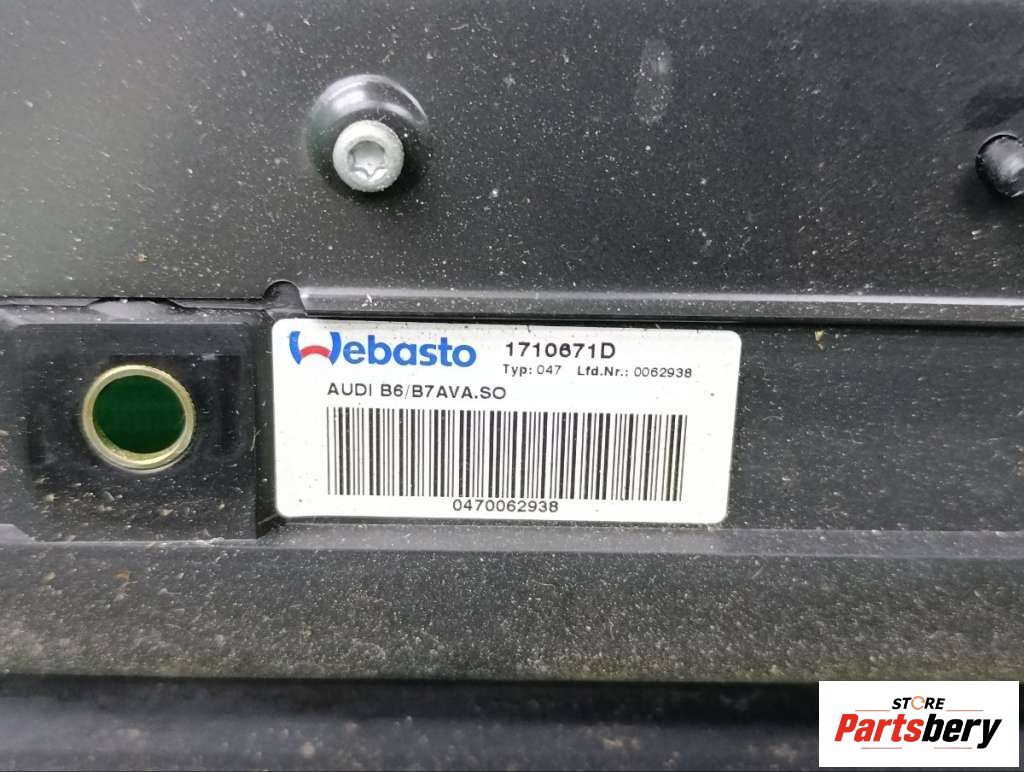 Webasto 1710671D
Typ: 047 Lfd.Nr.: 0062938
AUDI B6/B7AVA.SO
0470062938
STORE
Partsbery